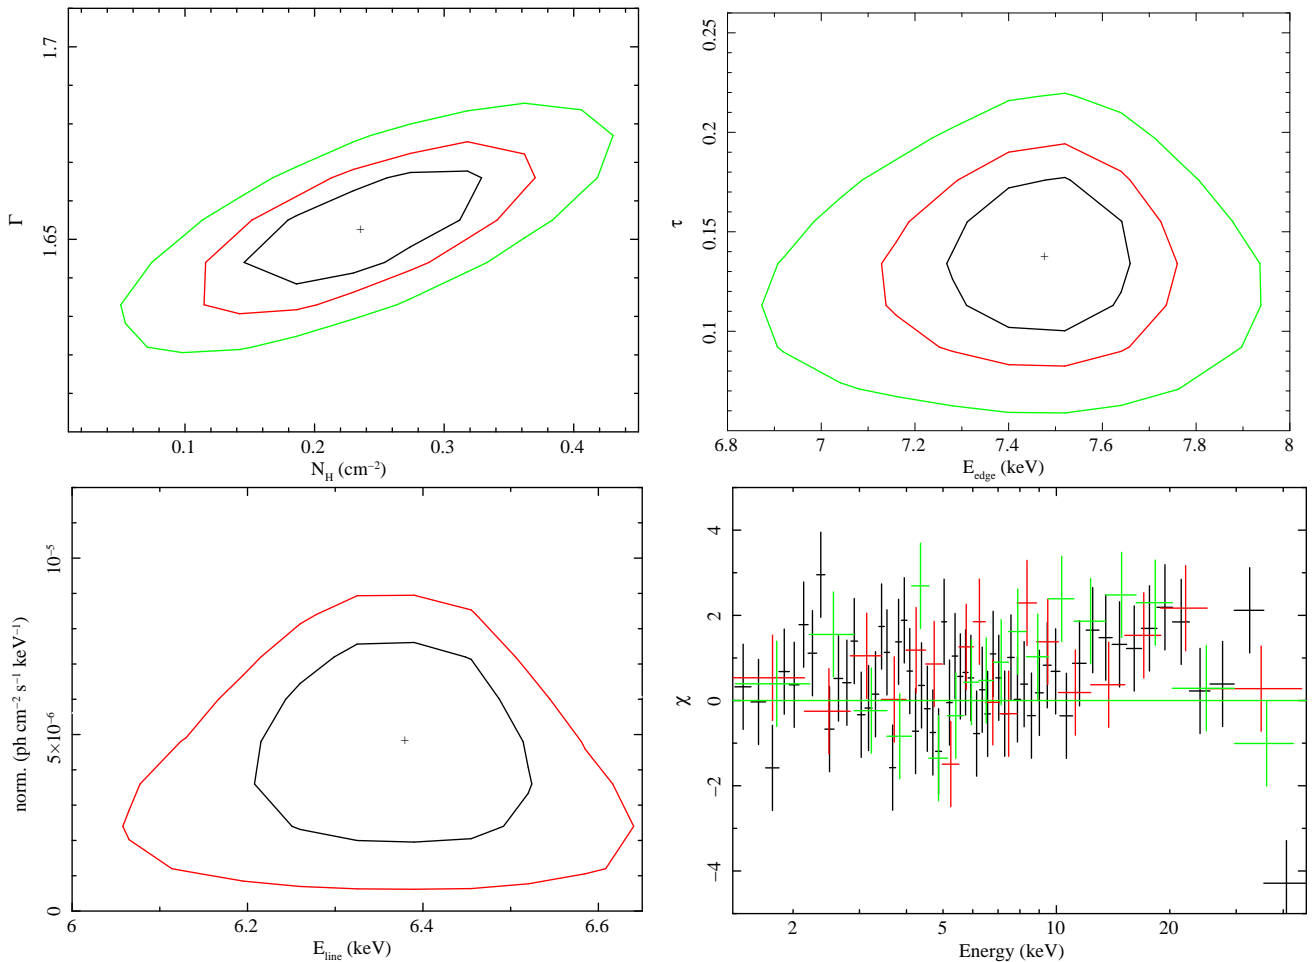 1.7
1.65
Γ
0.1 0.2 0.3 0.4
N_H (cm⁻²)
0.25
0.2
0.15
0.1
τ
6.8 7 7.2 7.4 7.6 7.8 8
E_edge (keV)
10⁻⁵
5×10⁻⁶
0
norm. (ph cm⁻² s⁻¹ keV⁻¹)
6 6.2 6.4 6.6
E_line (keV)
4
2
0
−2
−4
χ
2 5 10 20
Energy (keV)